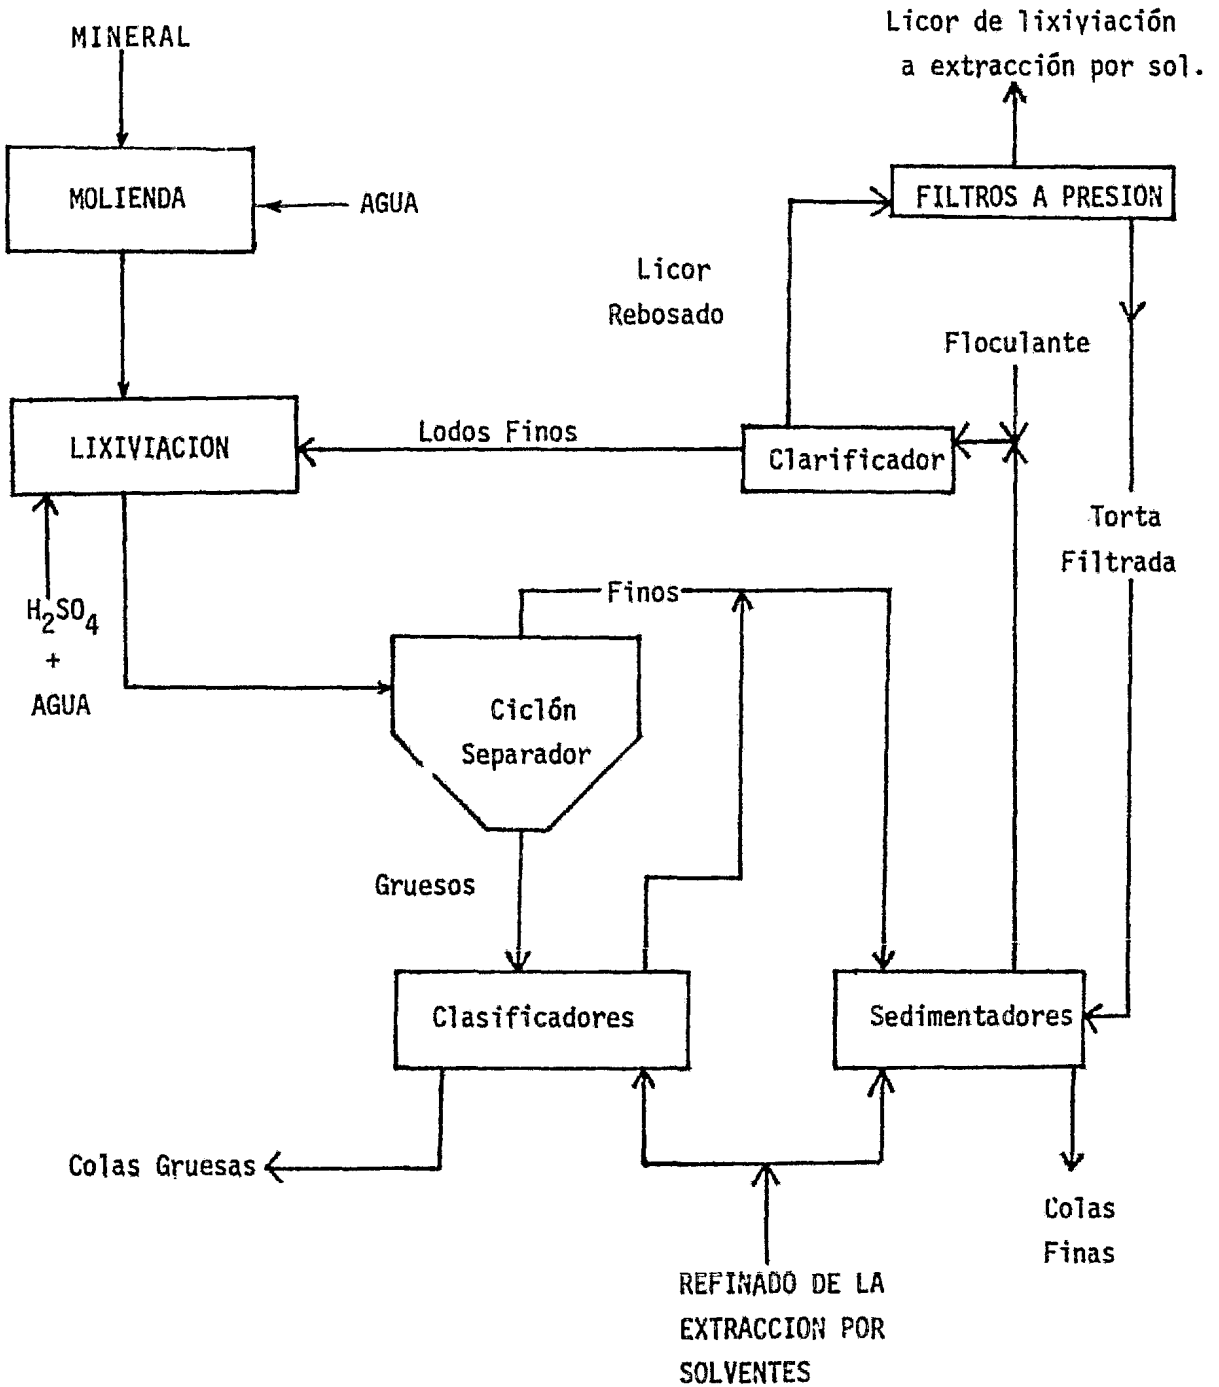 MINERAL
Licor de lixiviación
a extracción por sol.
MOLIENDA
AGUA
FILTROS A PRESION
Licor
Rebosado
Floculante
LIXIVIACION
Lodos Finos
Clarificador
Torta
Filtrada
H2SO4
+
AGUA
Finos
Ciclón
Separador
Gruesos
Clasificadores
Sedimentadores
Colas Gruesas
Colas
Finas
REFINADO DE LA
EXTRACCION POR
SOLVENTES